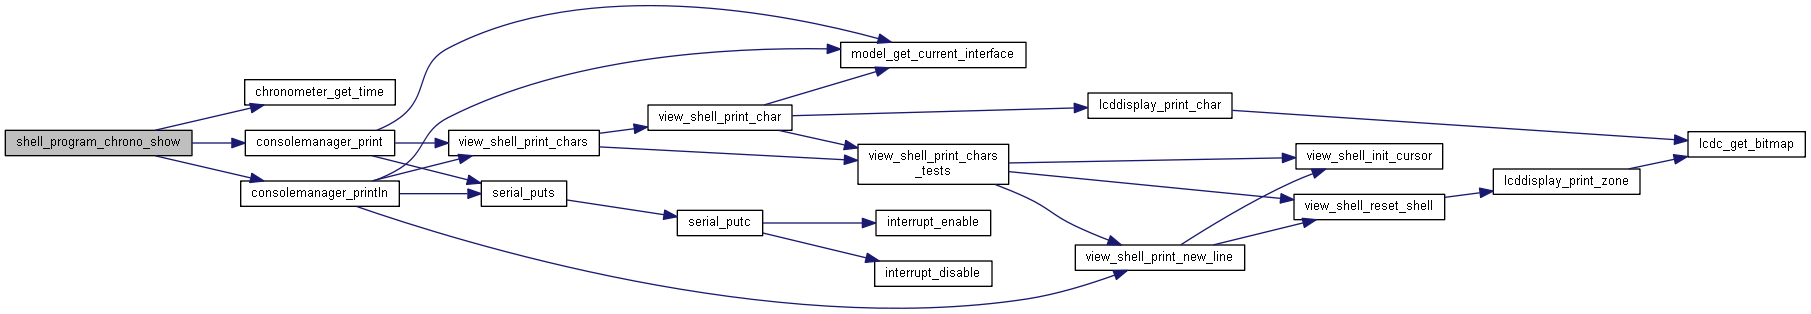 shell_program_chrono_show
chronometer_get_time
consolemanager_print
consolemanager_println
view_shell_print_chars
serial_puts
view_shell_print_char
serial_putc
model_get_current_interface
view_shell_print_chars
_tests
interrupt_enable
interrupt_disable
lcddisplay_print_char
view_shell_print_new_line
view_shell_init_cursor
view_shell_reset_shell
lcddisplay_print_zone
lcdc_get_bitmap